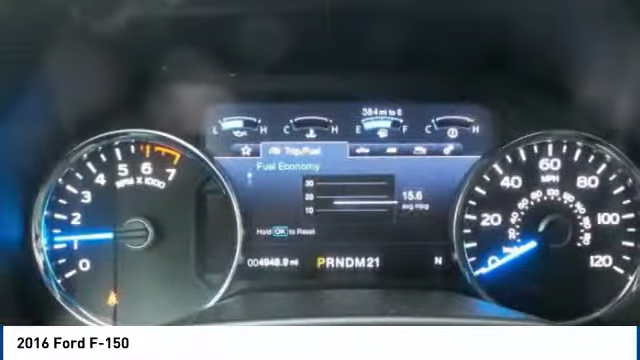 384 mi to E
L H C H E F C H
Trip/Fuel
Fuel Economy
30
20
10
15.6
avg mpg
Hold OK to Reset
004948.9 mi PRNDM21 N
0 1 2 3 4 5 6 7
RPM X 1000
0 20 40 60 80 100 120
MPH
2016 Ford F-150